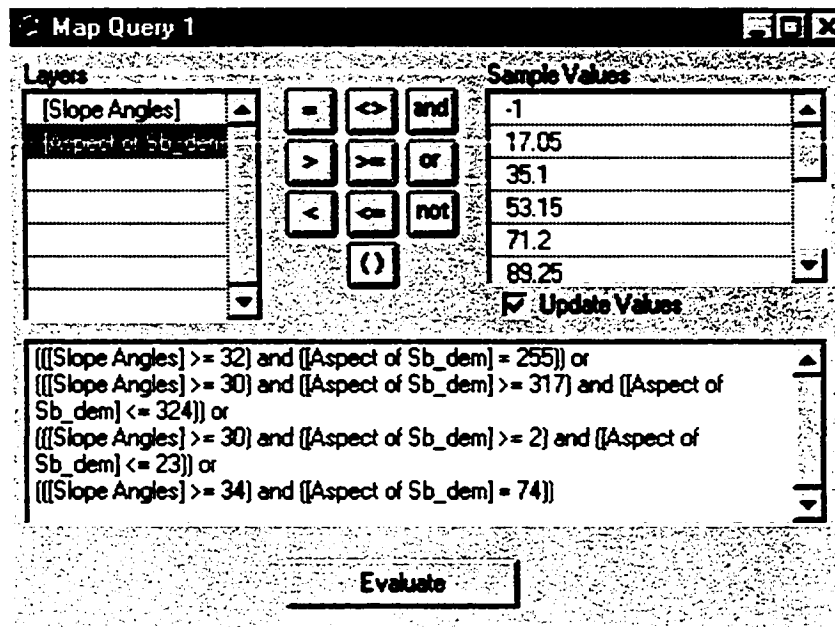 Map Query 1
Layers
[Slope Angles]
[Aspect of Sb_dem
= <> and
> >= or
< <= not
( )
Sample Values
-1
17.05
35.1
53.15
71.2
89.25
Update Values
((([Slope Angles] >= 32) and ([Aspect of Sb_dem] = 255)) or
(([Slope Angles] >= 30) and ([Aspect of Sb_dem] >= 317) and ([Aspect of
Sb_dem] <= 324)) or
(([Slope Angles] >= 30) and ([Aspect of Sb_dem] >= 2) and ([Aspect of
Sb_dem] <= 23)) or
(([Slope Angles] >= 34) and ([Aspect of Sb_dem] = 74))
Evaluate